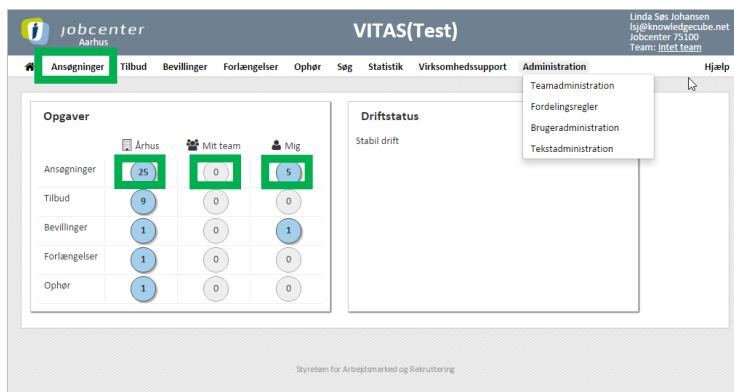 jobcenter
Aarhus
VITAS(Test)
Linda Søs Johansen
lsj@knowledgecube.net
Jobcenter 75100
Team: Intet team
Ansøgninger Tilbud Bevillinger Forlængelser Ophør Søg Statistik Virksomhedssupport Administration Hjælp
Teamadministration
Fordelingsregler
Brugeradministration
Tekstadministration
Opgaver
Århus Mit team Mig
Ansøgninger 25 0 5
Tilbud 9 0 0
Bevillinger 1 0 1
Forlængelser 1 0 0
Ophør 1 0 0
Driftstatus
Stabil drift
Styrelsen for Arbejdsmarked og Rekruttering